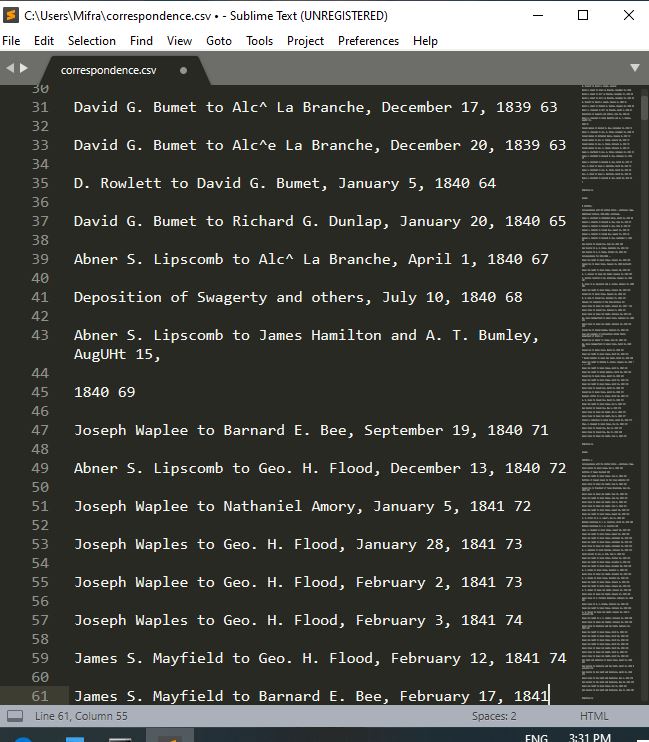 C:\Users\Mifra\correspondence.csv • - Sublime Text (UNREGISTERED)
File Edit Selection Find View Goto Tools Project Preferences Help
correspondence.csv
30
31 David G. Bumet to Alc^ La Branche, December 17, 1839 63
32
33 David G. Bumet to Alc^e La Branche, December 20, 1839 63
34
35 D. Rowlett to David G. Bumet, January 5, 1840 64
36
37 David G. Bumet to Richard G. Dunlap, January 20, 1840 65
38
39 Abner S. Lipscomb to Alc^ La Bhanche, April 1, 1840 67
40
41 Deposition of Swagerty and others, July 10, 1840 68
42
43 Abner S. Lipscomb to James Hamilton and A. T. Bumley,
AugUHt 15,
44
45 1840 69
46
47 Joseph Waplee to Barnard E. Bee, September 19, 1840 71
48
49 Abner S. Lipscomb to Geo. H. Flood, December 13, 1840 72
50
51 Joseph Waplee to Nathaniel Amory, January 5, 1841 72
52
53 Joseph Waples to Geo. H. Flood, January 28, 1841 73
54
55 Joseph Waplee to Geo. H. Flood, February 2, 1841 73
56
57 Joseph Waples to Geo. H. Flood, February 3, 1841 74
58
59 James S. Mayfield to Geo. H. Flood, February 12, 1841 74
60
61 James S. Mayfield to Barnard E. Bee, February 17, 1841
Line 61, Column 55 Spaces: 2 HTML
ENG 3:31 PM